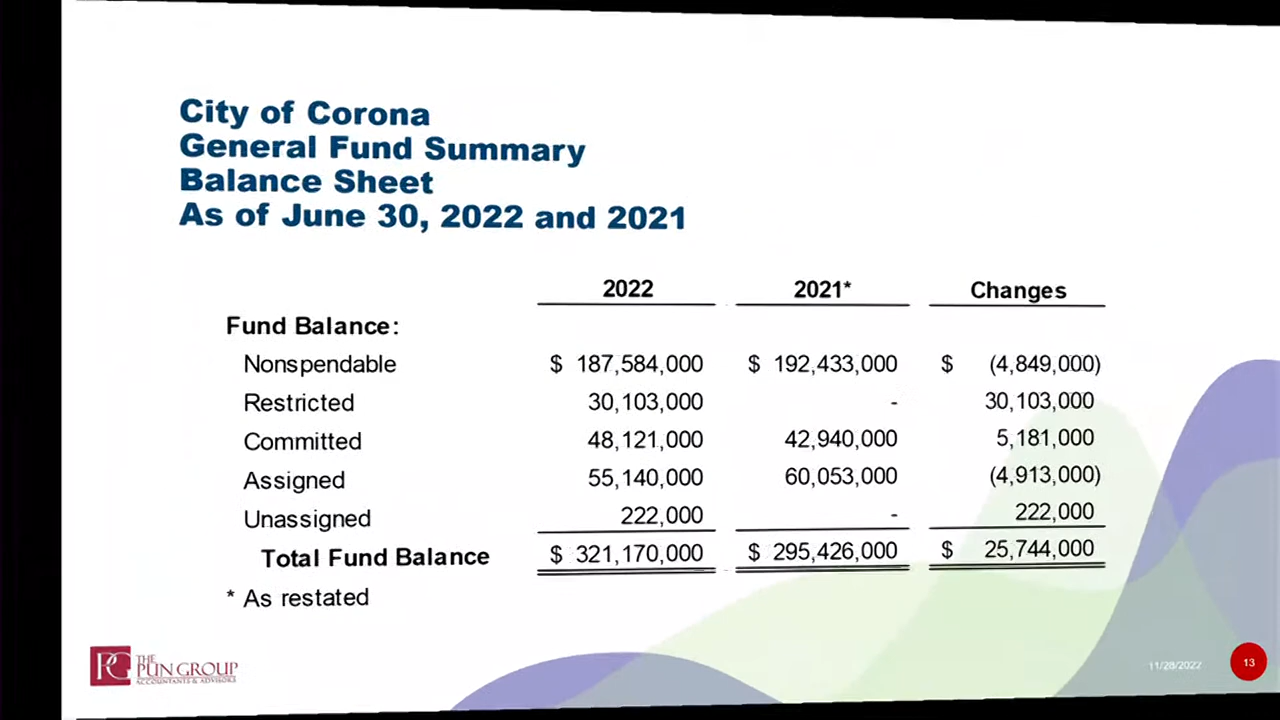 City of Corona
General Fund Summary
Balance Sheet
As of June 30, 2022 and 2021
2022 2021* Changes
Fund Balance:
Nonspendable $ 187,584,000 $ 192,433,000 $ (4,849,000)
Restricted 30,103,000 - 30,103,000
Committed 48,121,000 42,940,000 5,181,000
Assigned 55,140,000 60,053,000 (4,913,000)
Unassigned 222,000 - 222,000
Total Fund Balance $ 321,170,000 $ 295,426,000 $ 25,744,000
* As restated
PG THE
PUN GROUP
ACCOUNTANTS & ADVISORS
11/28/2022 13